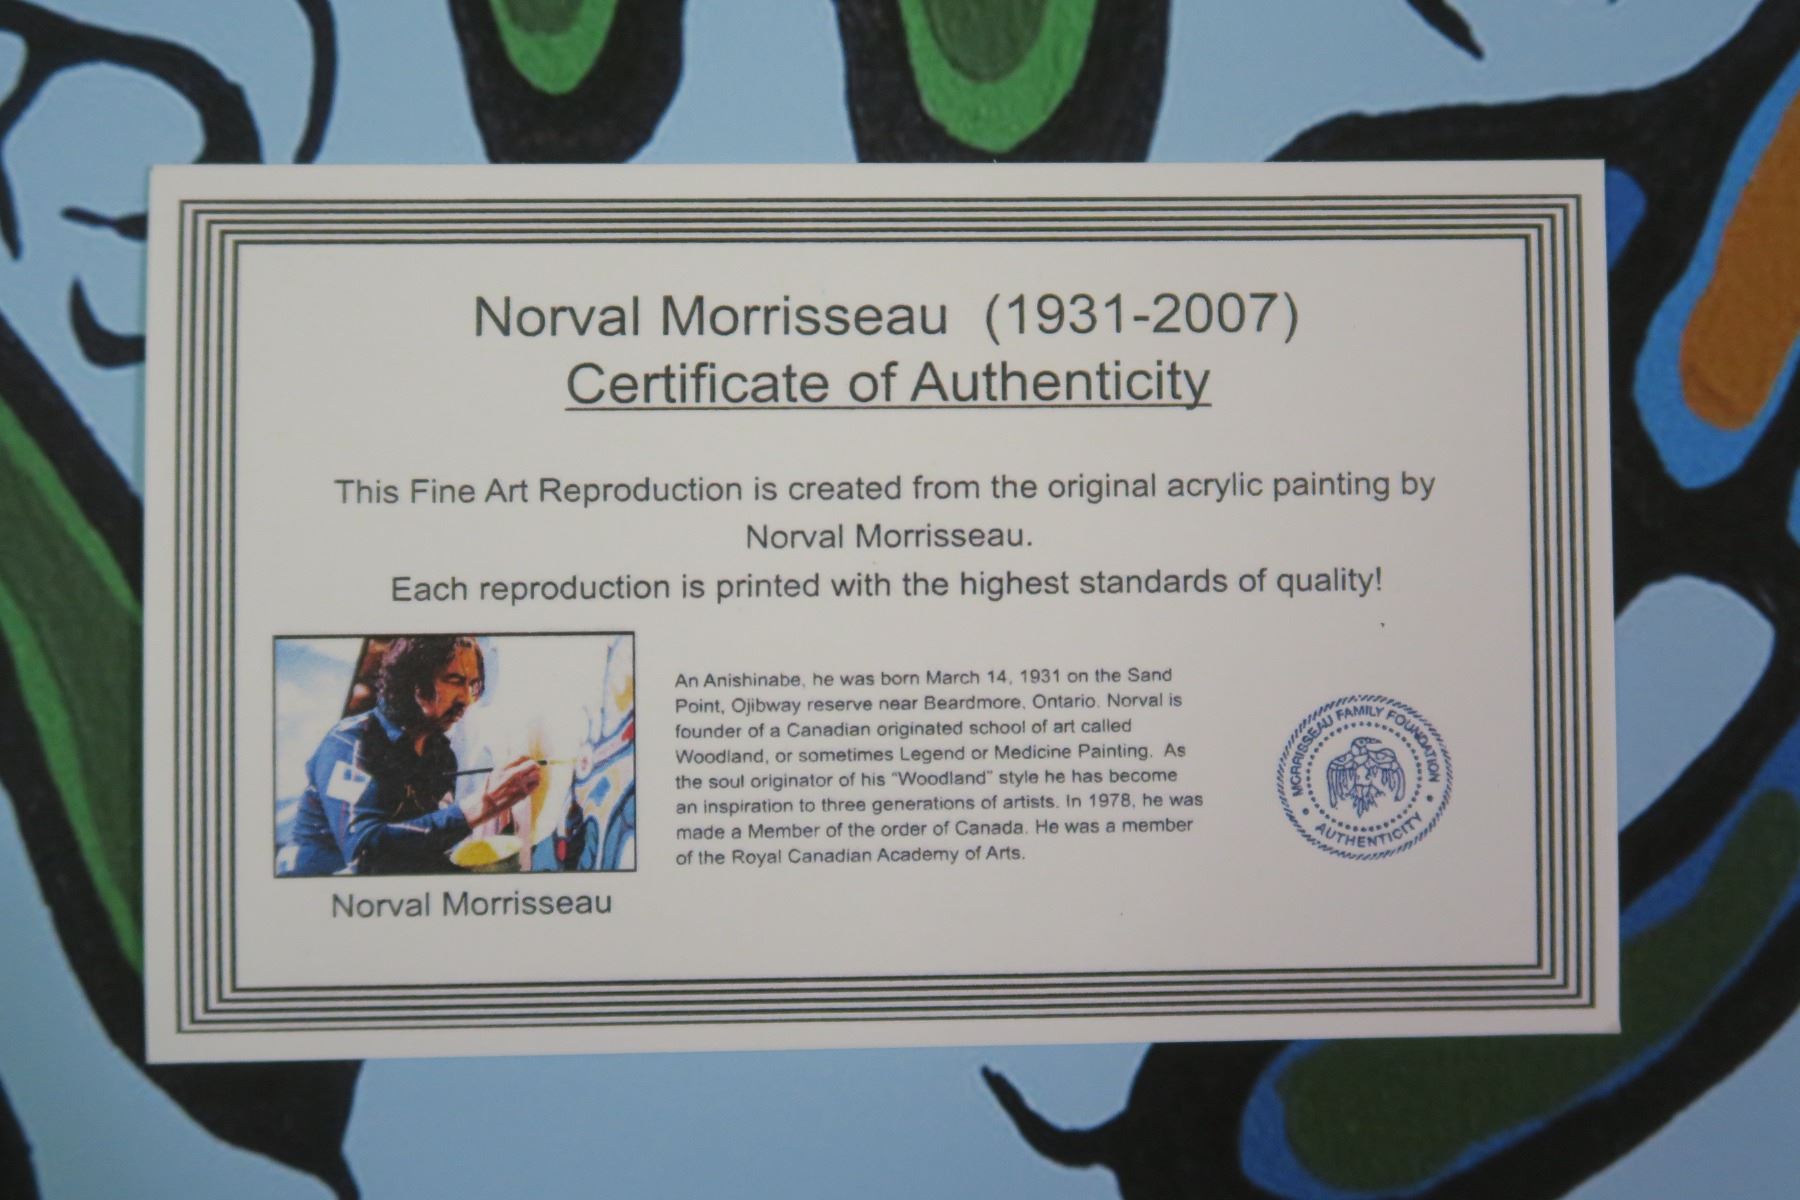 Norval Morrisseau (1931-2007)
Certificate of Authenticity
This Fine Art Reproduction is created from the original acrylic painting by
Norval Morrisseau.
Each reproduction is printed with the highest standards of quality!
An Anishinabe, he was born March 14, 1931 on the Sand
Point, Ojibway reserve near Beardmore, Ontario. Norval is
founder of a Canadian originated school of art called
Woodland, or sometimes Legend or Medicine Painting. As
the soul originator of his "Woodland" style he has become
an inspiration to three generations of artists. In 1978, he was
made a Member of the order of Canada. He was a member
of the Royal Canadian Academy of Arts.
Norval Morrisseau
MORRISSEAU FAMILY FOUNDATION
• AUTHENTICITY •